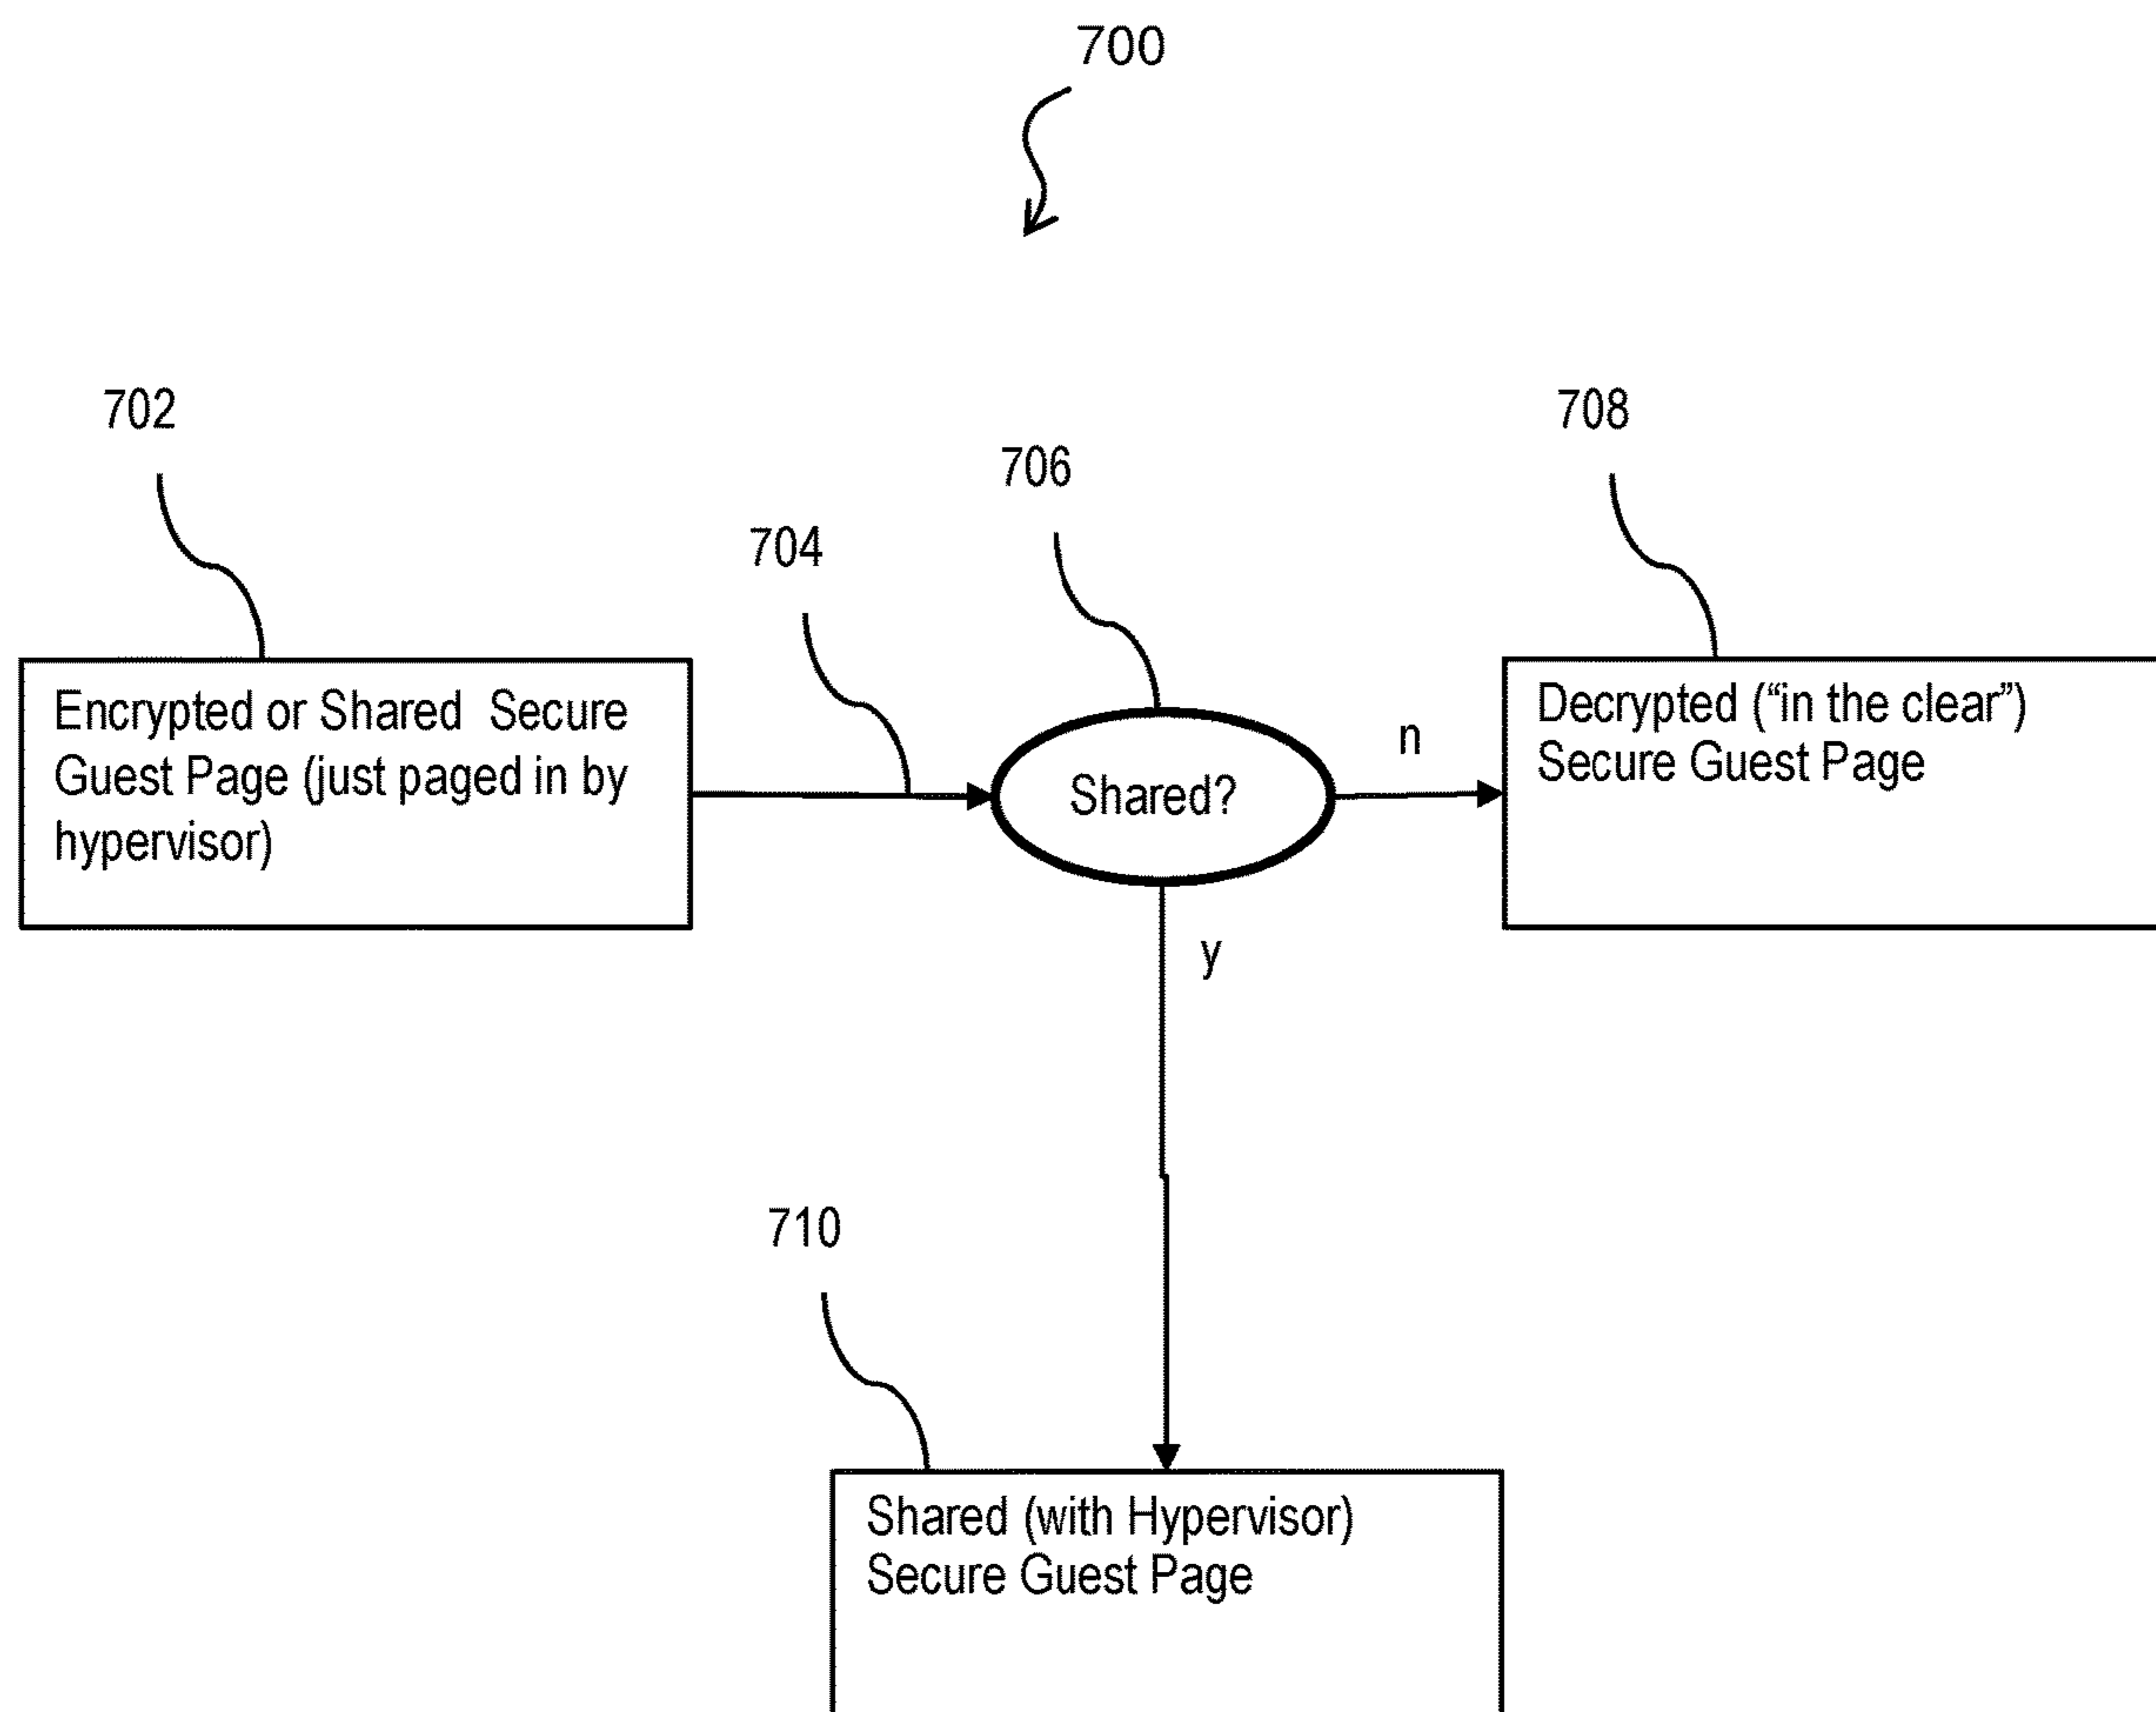 700
702
708
706
704
Encrypted or Shared Secure
Guest Page (just paged in by
hypervisor)
Shared?
n
Decrypted (“in the clear”)
Secure Guest Page
y
710
Shared (with Hypervisor)
Secure Guest Page